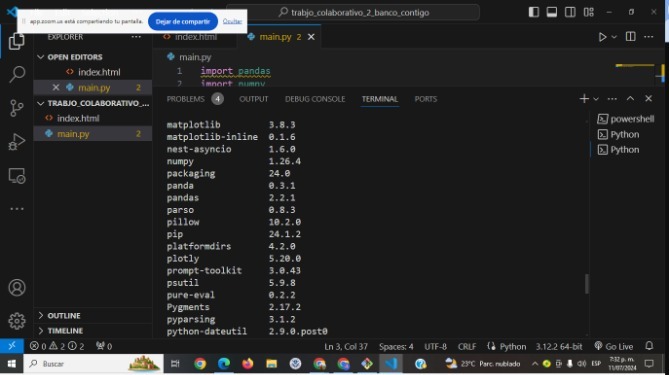 trabjo_colaborativo_2_banco_contigo
app.zoom.us está compartiendo tu pantalla.
Dejar de compartir
Ocultar
EXPLORER
index.html
main.py 2
OPEN EDITORS
index.html
main.py 2
TRABJO_COLABORATIVO_...
index.html
main.py 2
OUTLINE
TIMELINE
main.py
1 import pandas
2 import numpy
PROBLEMS 4 OUTPUT DEBUG CONSOLE TERMINAL PORTS
matplotlib 3.8.3
matplotlib-inline 0.1.6
nest-asyncio 1.6.0
numpy 1.26.4
packaging 24.0
panda 0.3.1
pandas 2.2.1
parso 0.8.3
pillow 10.2.0
pip 24.1.2
platformdirs 4.2.0
plotly 5.20.0
prompt-toolkit 3.0.43
psutil 5.9.8
pure-eval 0.2.2
Pygments 2.17.2
pyparsing 3.1.2
python-dateutil 2.9.0.post0
powershell
Python
Python
0 2 2 0 Ln 3, Col 37 Spaces: 4 UTF-8 CRLF Python 3.12.2 64-bit Go Live
Buscar
23°C Parc. nublado
ESP
7:52 p. m.
11/07/2024